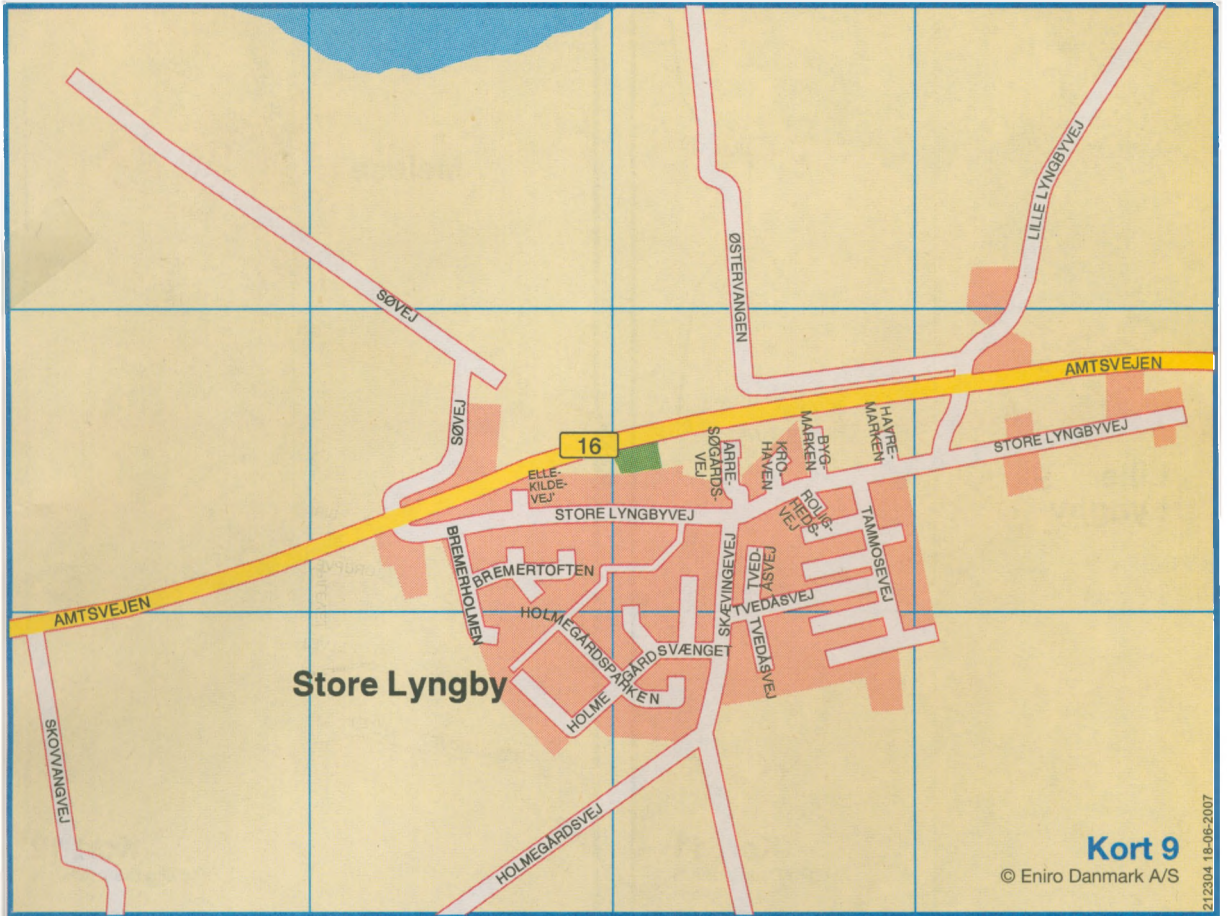 LILLE LYNGBYVEJ
ØSTERVANGEN
SØVEJ
AMTSVEJEN
SØVEJ
16
HAVRE-
MARKEN
BYG-
MARKEN
KRO-
HAVEN
ARRE-
SØGÅRDS-
VEJ
STORE LYNGBYVEJ
ELLE-
KILDE-
VEJ'
STORE LYNGBYVEJ
ROLIG-
HEDS-
VEJ
TAMMOSEVEJ
BREMERHOLMEN
BREMERTOFTEN
SKÆVINGEVEJ
TVED-
ÅSVEJ
TVEDÅSVEJ
TVEDÅSVEJ
AMTSVEJEN
HOLMEGÅRDSPARKEN
HOLMEGÅRDSVÆNGET
Store Lyngby
SKOVVANGVEJ
HOLMEGÅRDSVEJ
Kort 9
© Eniro Danmark A/S
212304 18-06-2007